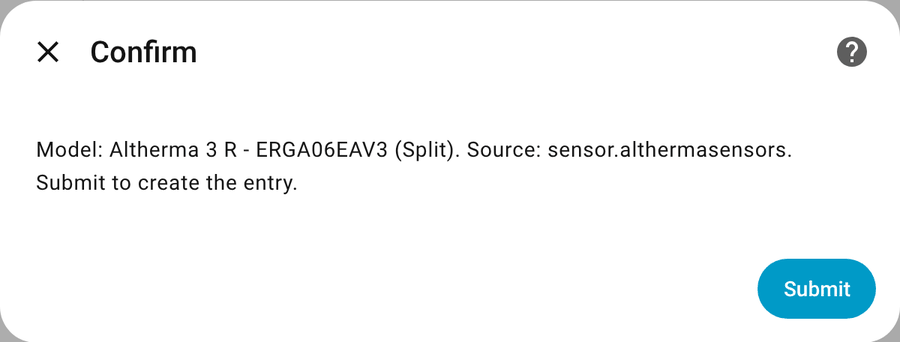 Confirm
?
Model: Altherma 3 R - ERGA06EAV3 (Split). Source: sensor.althermasensors.
Submit to create the entry.
Submit